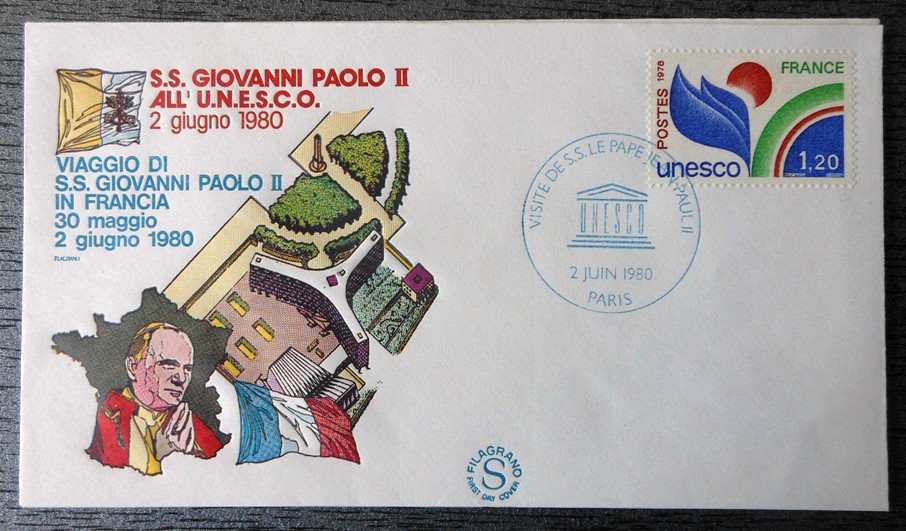 S.S. GIOVANNI PAOLO II
ALL' U.N.E.S.C.O.
2 giugno 1980
VIAGGIO DI
S.S. GIOVANNI PAOLO II
IN FRANCIA
30 maggio
2 giugno 1980
FILAGRANO
POSTES 1978
FRANCE
unesco
1,20
VISITE DE S.S. LE PAPE JEAN-PAUL II
UNESCO
2 JUIN 1980
PARIS
FILAGRANO
S
FIRST DAY COVER